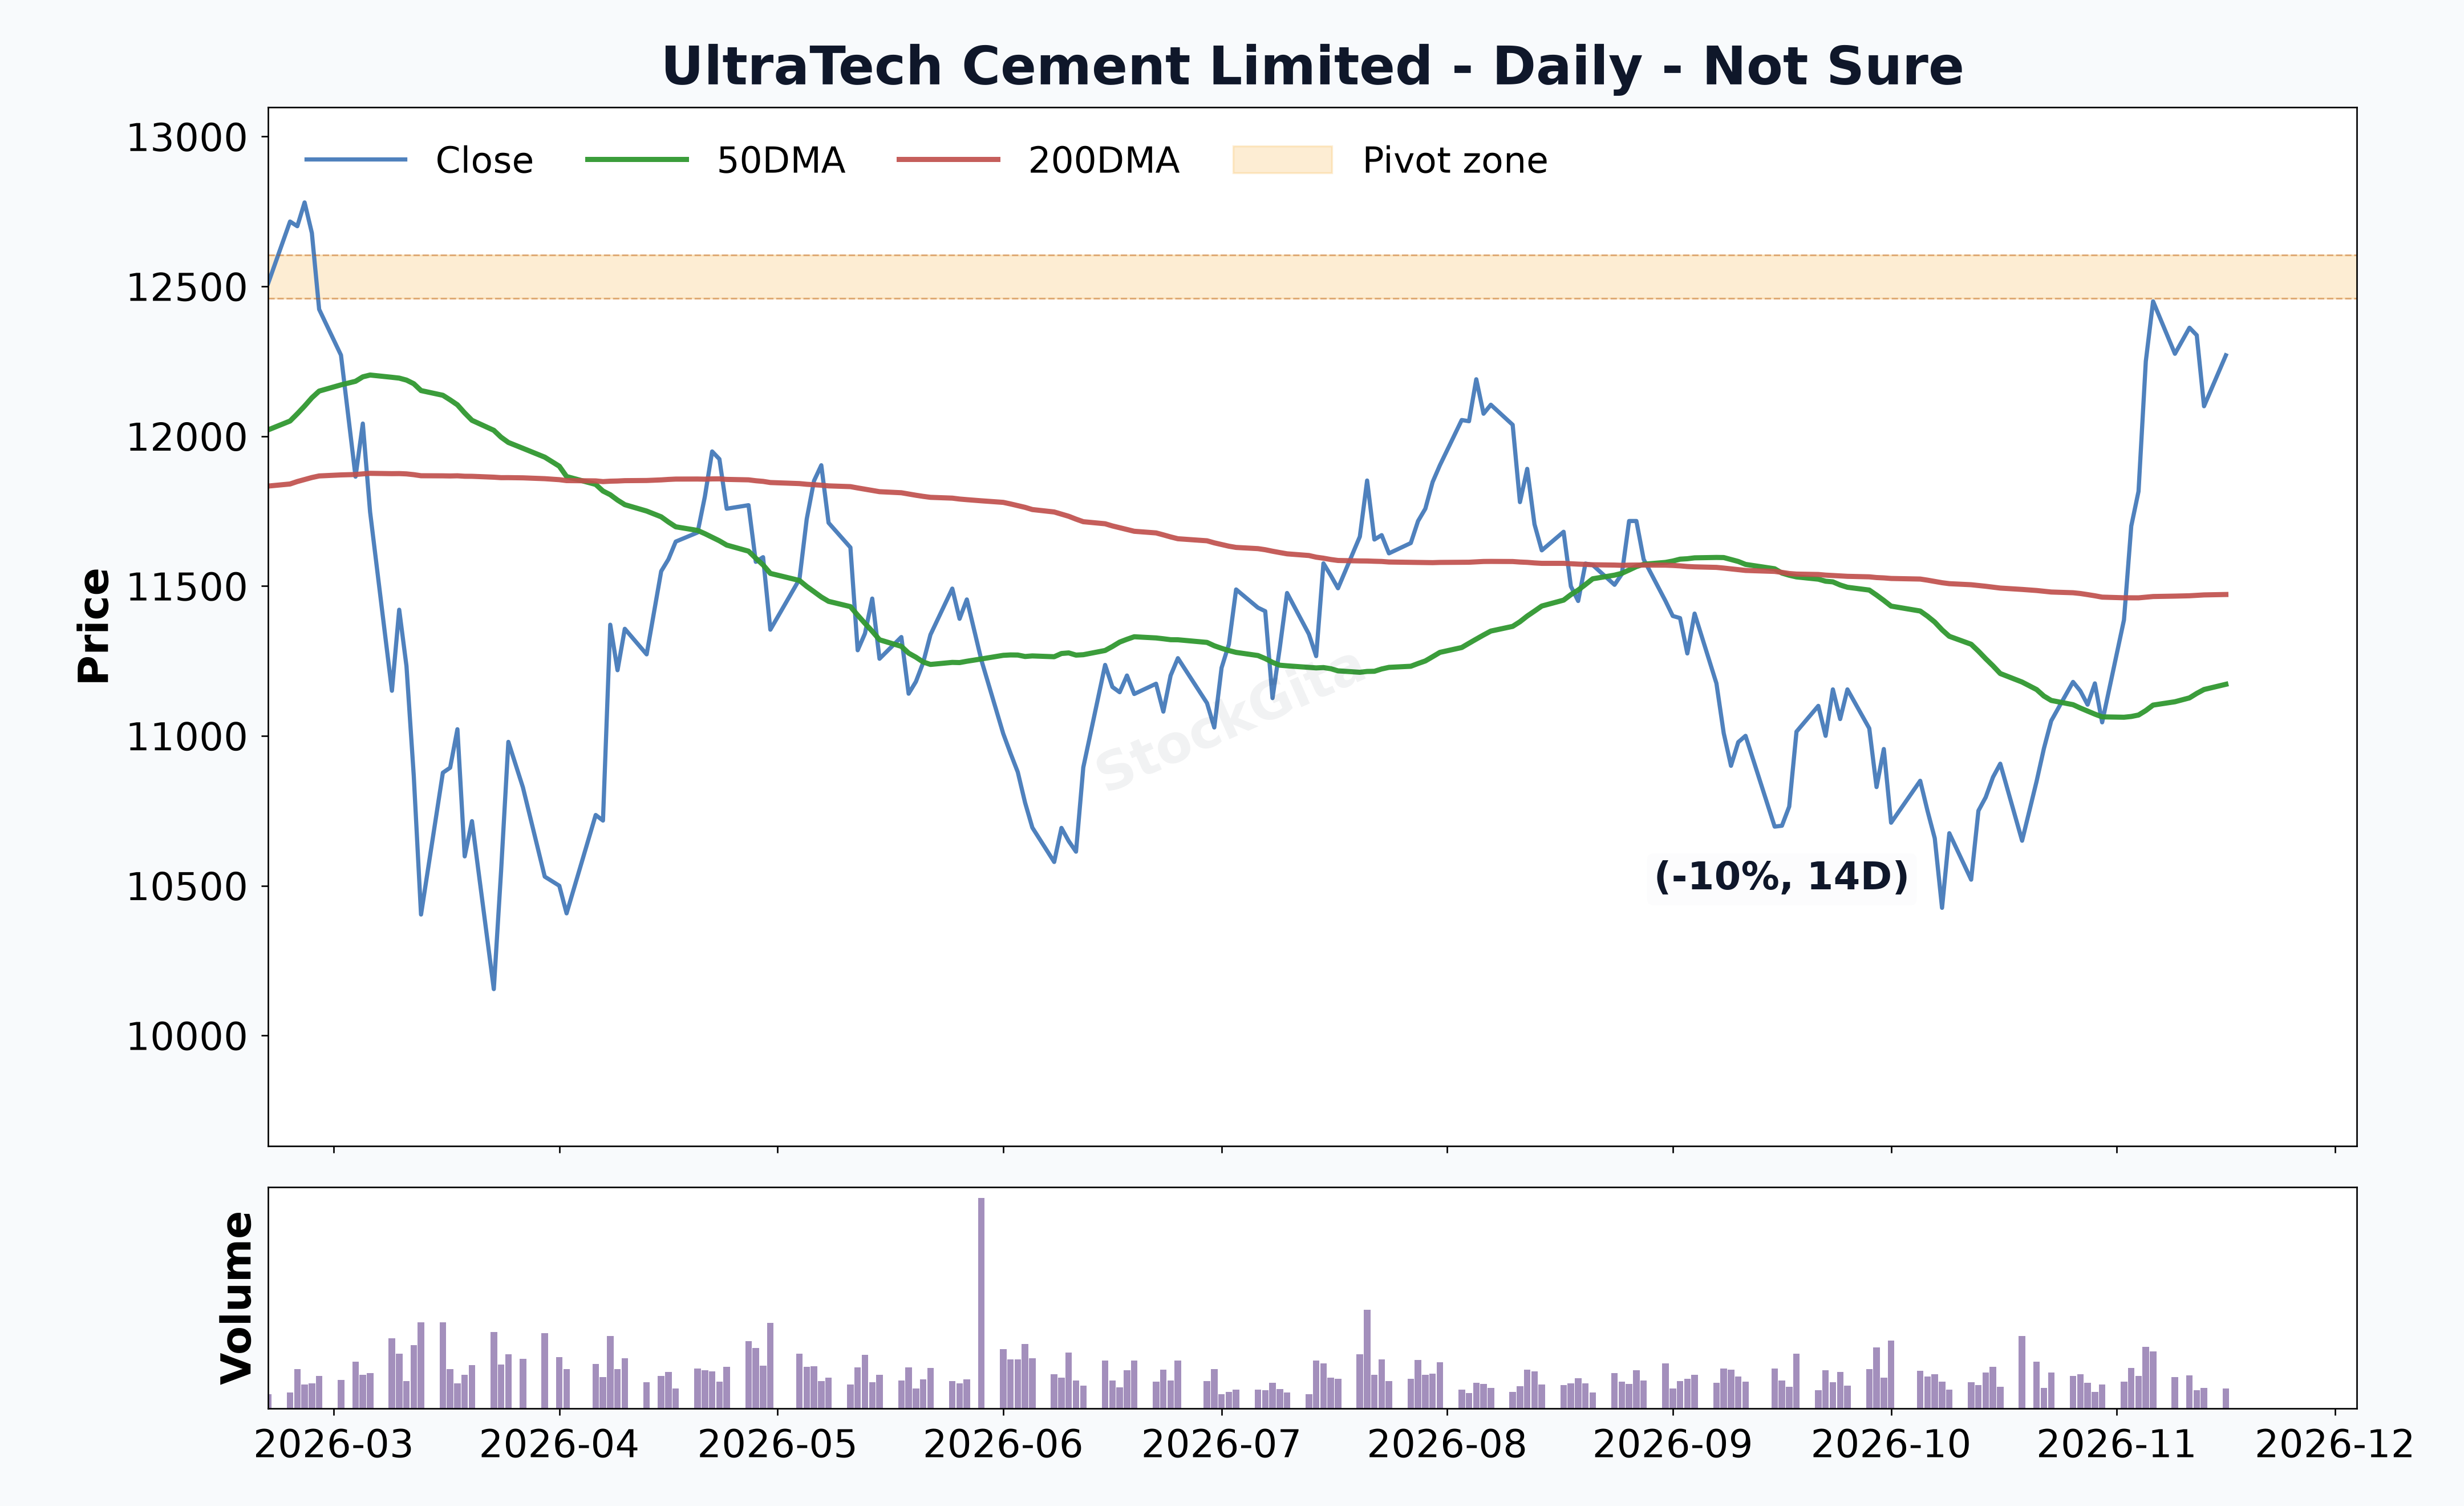 UltraTech Cement Limited - Daily - Not Sure
Close 50DMA 200DMA Pivot zone
Price
13000
12500
12000
11500
11000
10500
10000
StockGita
(-10%, 14D)
Volume
2026-03 2026-04 2026-05 2026-06 2026-07 2026-08 2026-09 2026-10 2026-11 2026-12